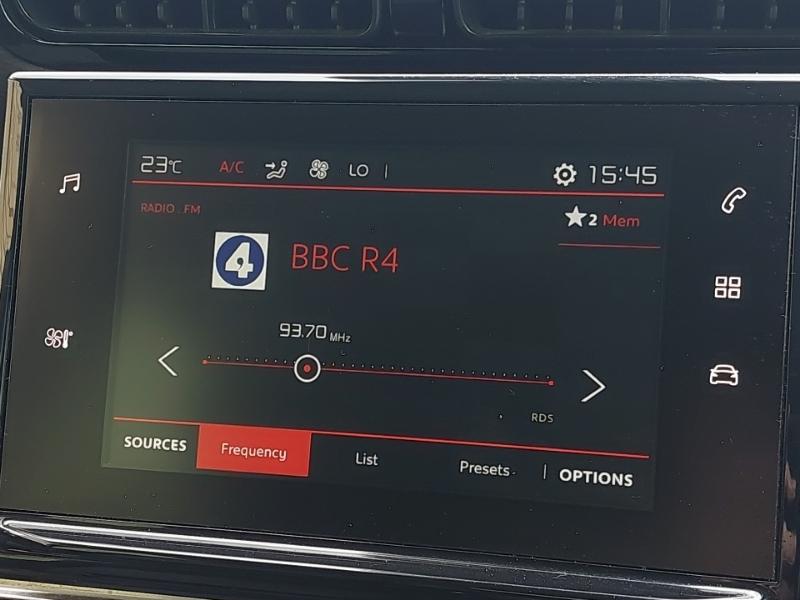 23°C A/C LO 15:45
RADIO . FM
★2 Mem
4 BBC R4
93.70 MHz
RDS
SOURCES Frequency List Presets OPTIONS